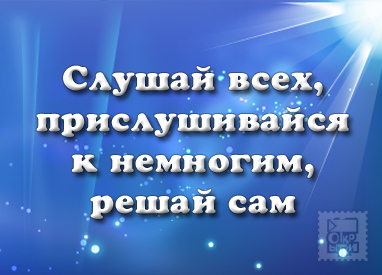 Слушай всех,
прислушивайся
к немногим,
решай сам